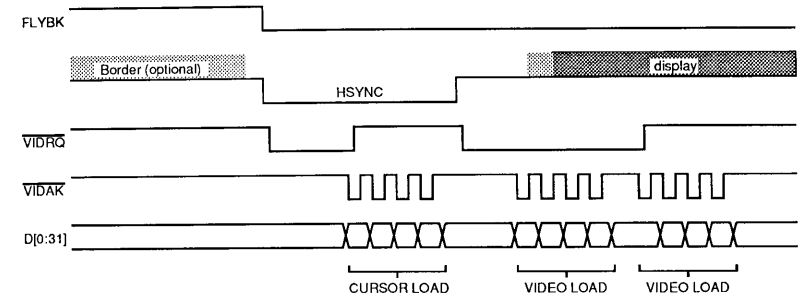 FLYBK
Border (optional)
display
HSYNC
VIDRQ
VIDAK
D[0:31]
CURSOR LOAD
VIDEO LOAD
VIDEO LOAD